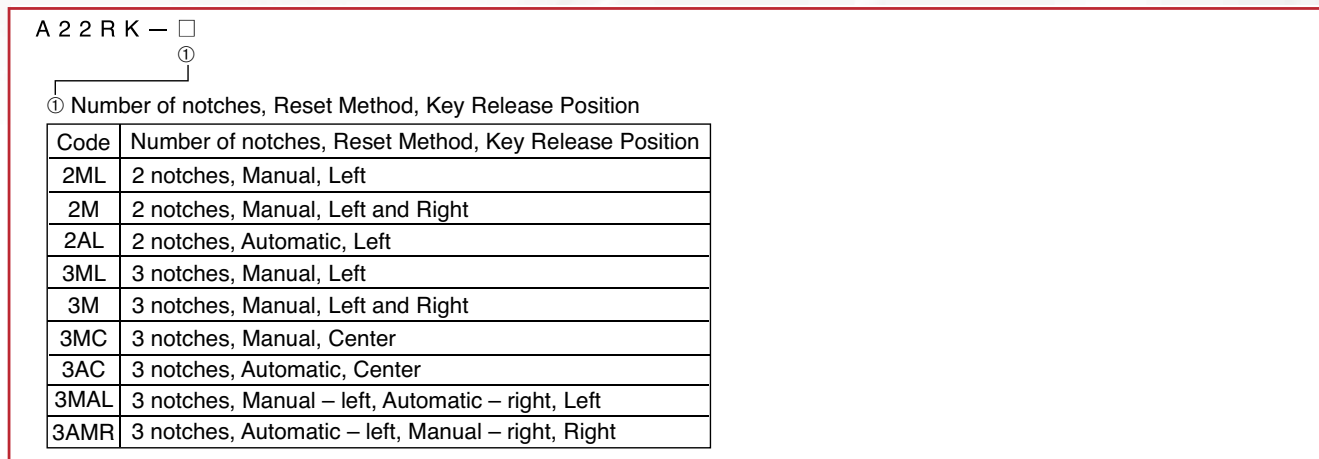 A22RK–□
①
① Number of notches, Reset Method, Key Release Position
Code Number of notches, Reset Method, Key Release Position
2ML 2 notches, Manual, Left
2M 2 notches, Manual, Left and Right
2AL 2 notches, Automatic, Left
3ML 3 notches, Manual, Left
3M 3 notches, Manual, Left and Right
3MC 3 notches, Manual, Center
3AC 3 notches, Automatic, Center
3MAL 3 notches, Manual – left, Automatic – right, Left
3AMR 3 notches, Automatic – left, Manual – right, Right